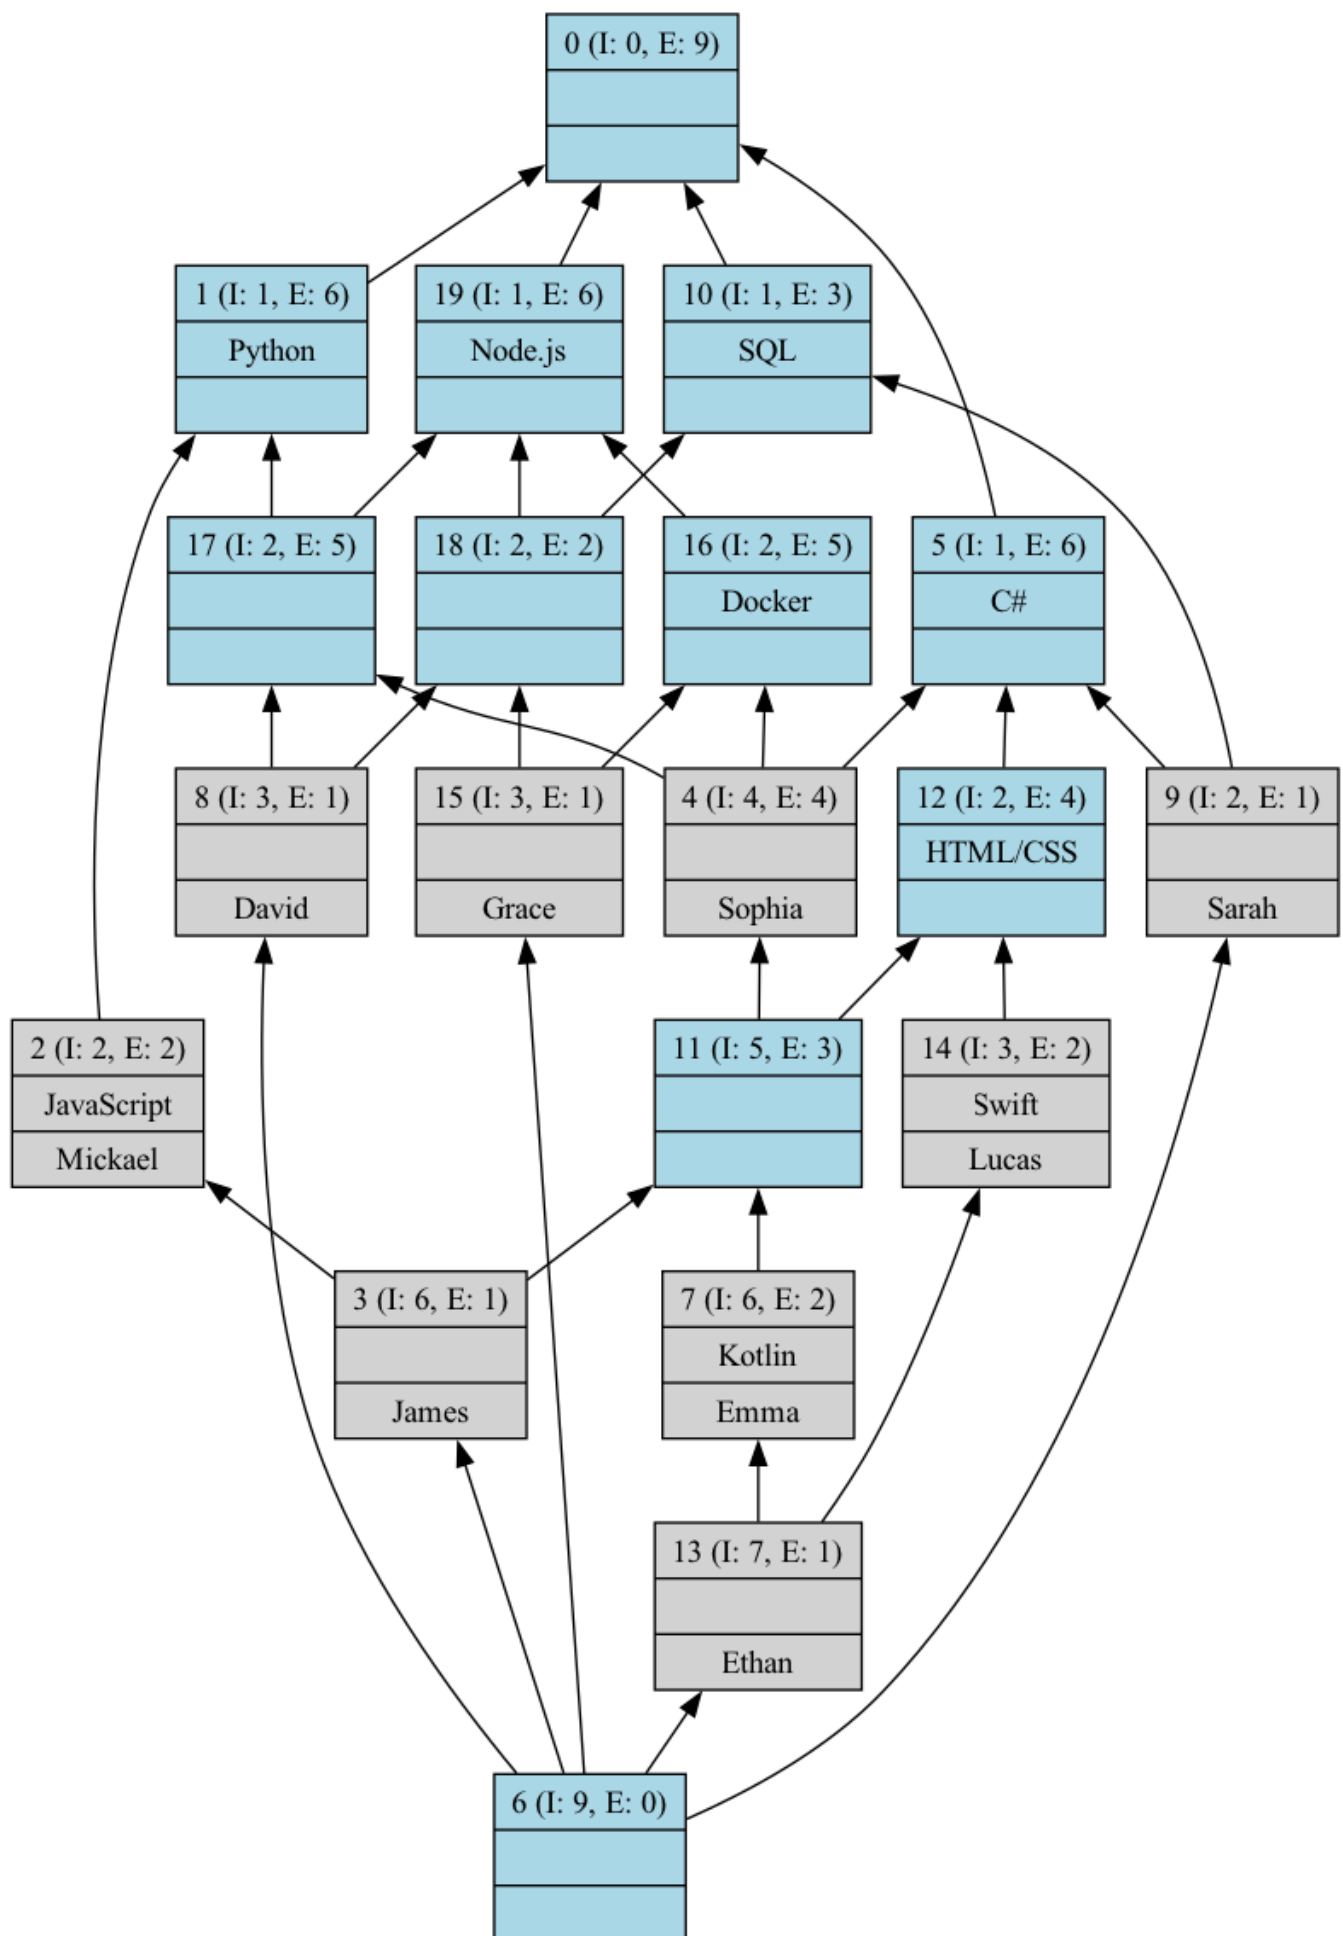 0 (I: 0, E: 9)
1 (I: 1, E: 6)
Python
19 (I: 1, E: 6)
Node.js
10 (I: 1, E: 3)
SQL
17 (I: 2, E: 5)
18 (I: 2, E: 2)
16 (I: 2, E: 5)
Docker
5 (I: 1, E: 6)
C#
8 (I: 3, E: 1)
David
15 (I: 3, E: 1)
Grace
4 (I: 4, E: 4)
Sophia
12 (I: 2, E: 4)
HTML/CSS
9 (I: 2, E: 1)
Sarah
2 (I: 2, E: 2)
JavaScript
Mickael
11 (I: 5, E: 3)
14 (I: 3, E: 2)
Swift
Lucas
3 (I: 6, E: 1)
James
7 (I: 6, E: 2)
Kotlin
Emma
13 (I: 7, E: 1)
Ethan
6 (I: 9, E: 0)